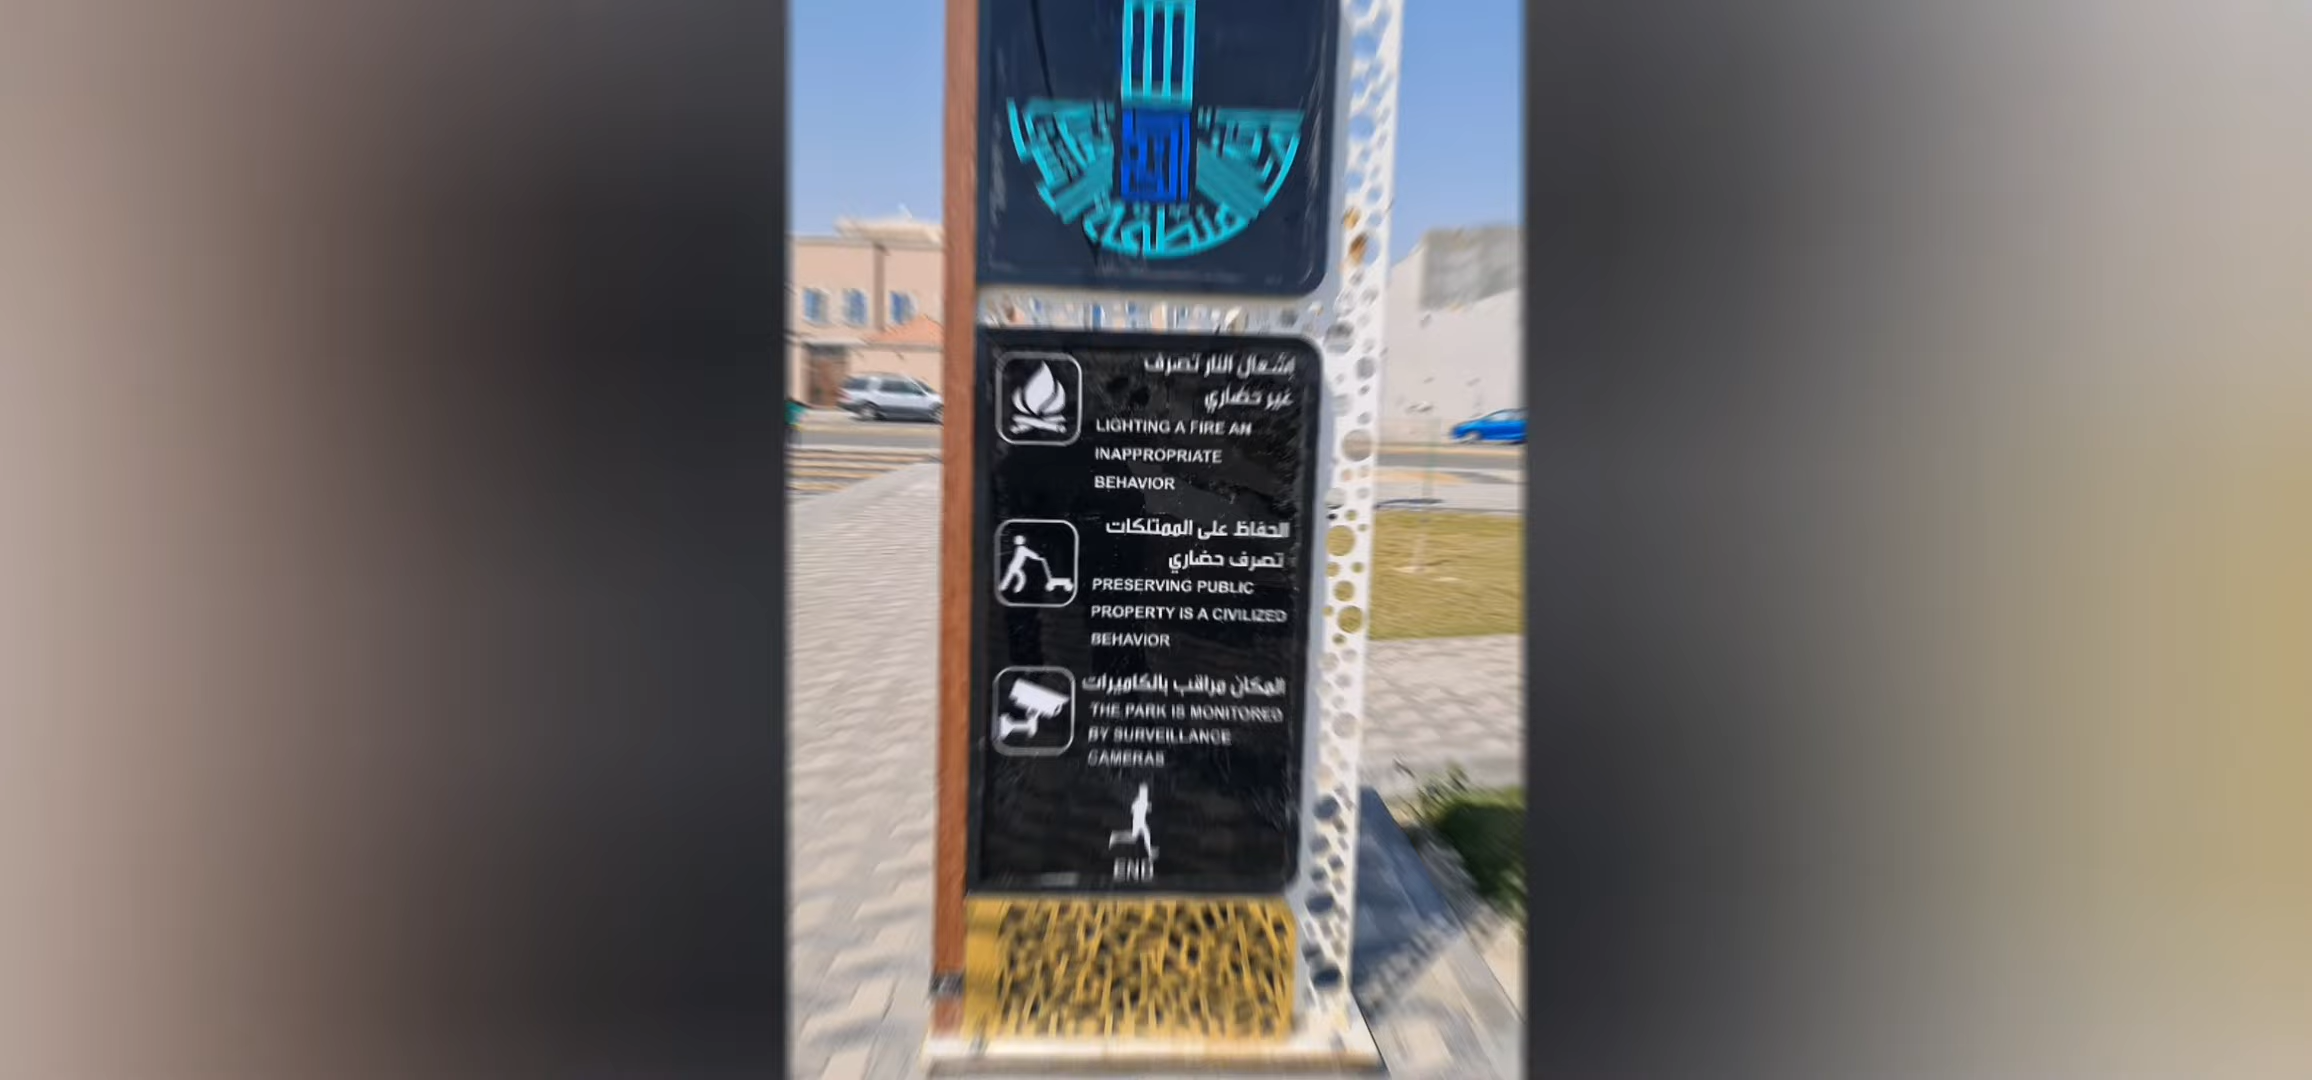 منطقة
إشعال النار تصرف
غير حضاري
LIGHTING A FIRE AN
INAPPROPRIATE
BEHAVIOR
الحفاظ على الممتلكات
تصرف حضاري
PRESERVING PUBLIC
PROPERTY IS A CIVILIZED
BEHAVIOR
المكان مراقب بالكاميرات
THE PARK IS MONITORED
BY SURVEILLANCE
CAMERAS
END